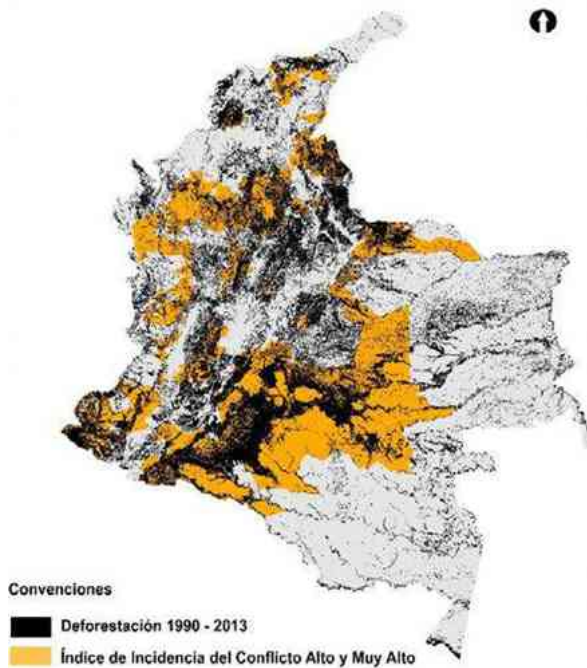 Convenciones
Deforestación 1990 - 2013
Índice de Incidencia del Conflicto Alto y Muy Alto